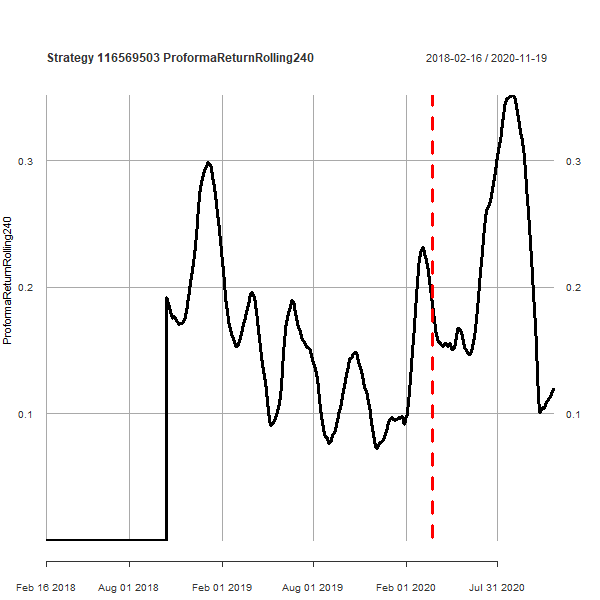 Strategy 116569503 ProformaReturnRolling240
2018-02-16 / 2020-11-19
ProformaReturnRolling240
0.3
0.3
0.2
0.2
0.1
0.1
Feb 16 2018
Aug 01 2018
Feb 01 2019
Aug 01 2019
Feb 01 2020
Jul 31 2020